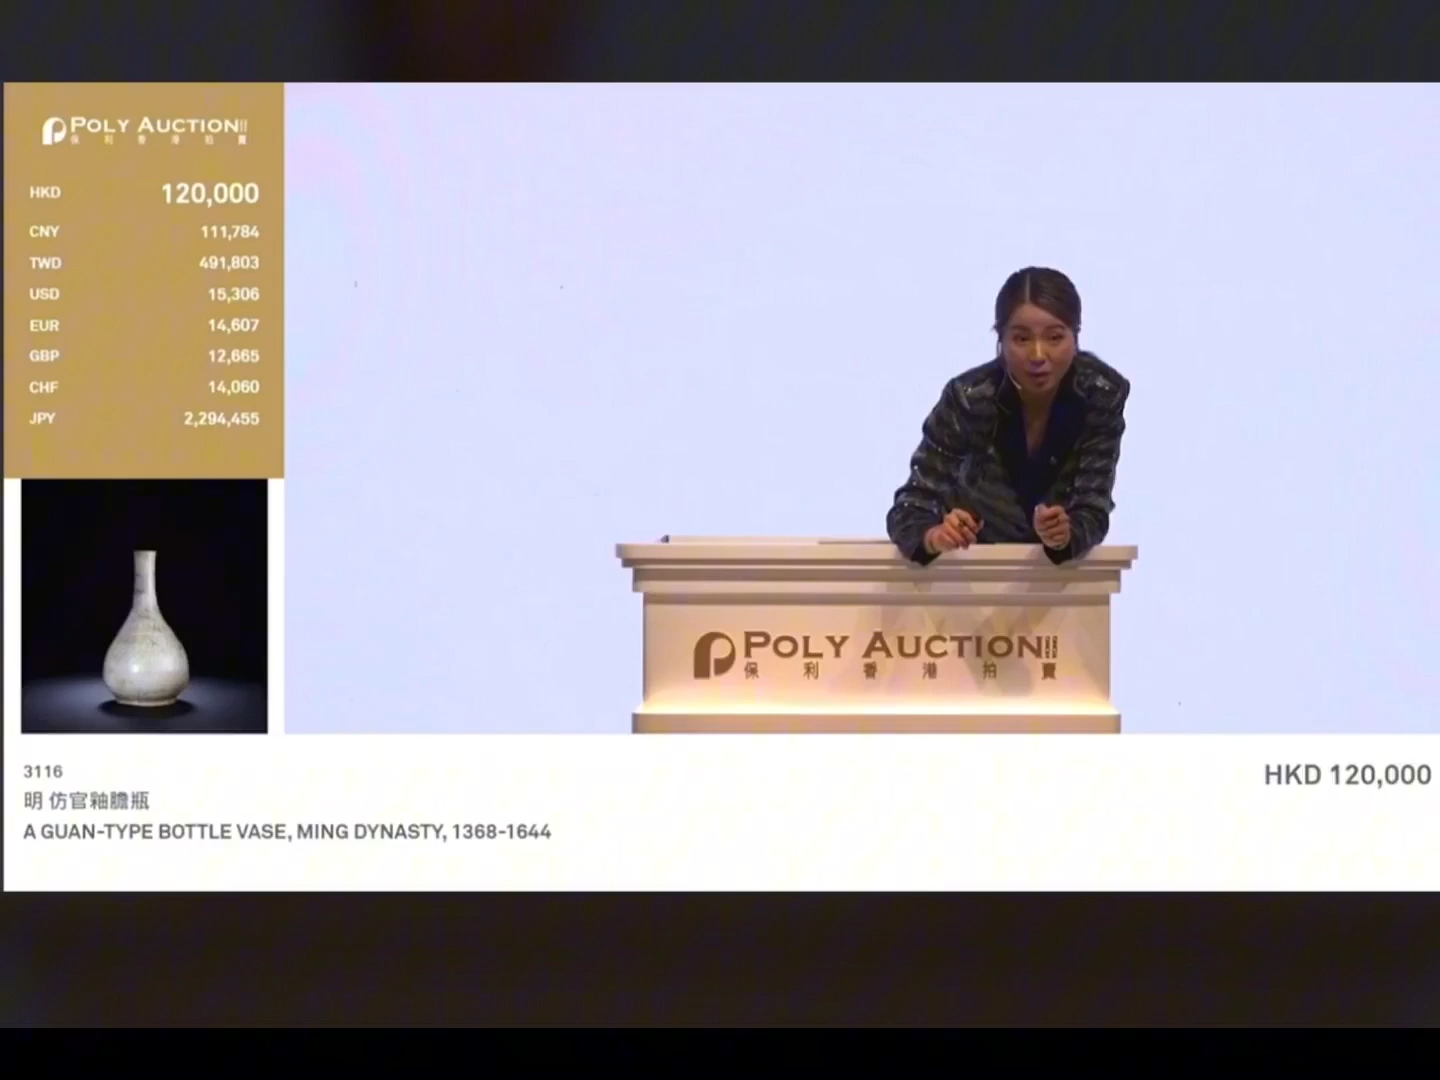 POLY AUCTION
保利香港拍賣
HKD 120,000
CNY 111,784
TWD 491,803
USD 15,306
EUR 14,607
GBP 12,665
CHF 14,060
JPY 2,294,455
POLY AUCTION
保利香港拍賣
3116
明 仿官釉膽瓶
A GUAN-TYPE BOTTLE VASE, MING DYNASTY, 1368-1644
HKD 120,000